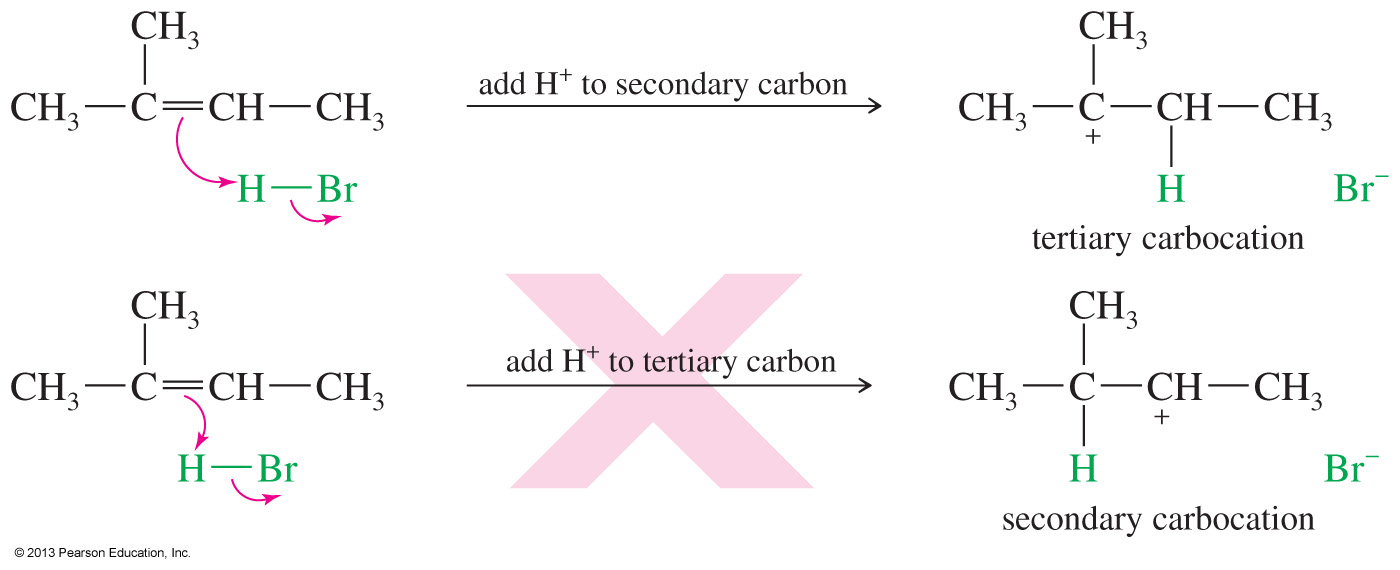 CH₃
CH₃—C=CH—CH₃
H—Br
add H⁺ to secondary carbon
CH₃
CH₃—C—CH—CH₃
+
H
Br⁻
tertiary carbocation
CH₃
CH₃—C=CH—CH₃
H—Br
add H⁺ to tertiary carbon
CH₃
CH₃—C—CH—CH₃
+
H
Br⁻
secondary carbocation
© 2013 Pearson Education, Inc.